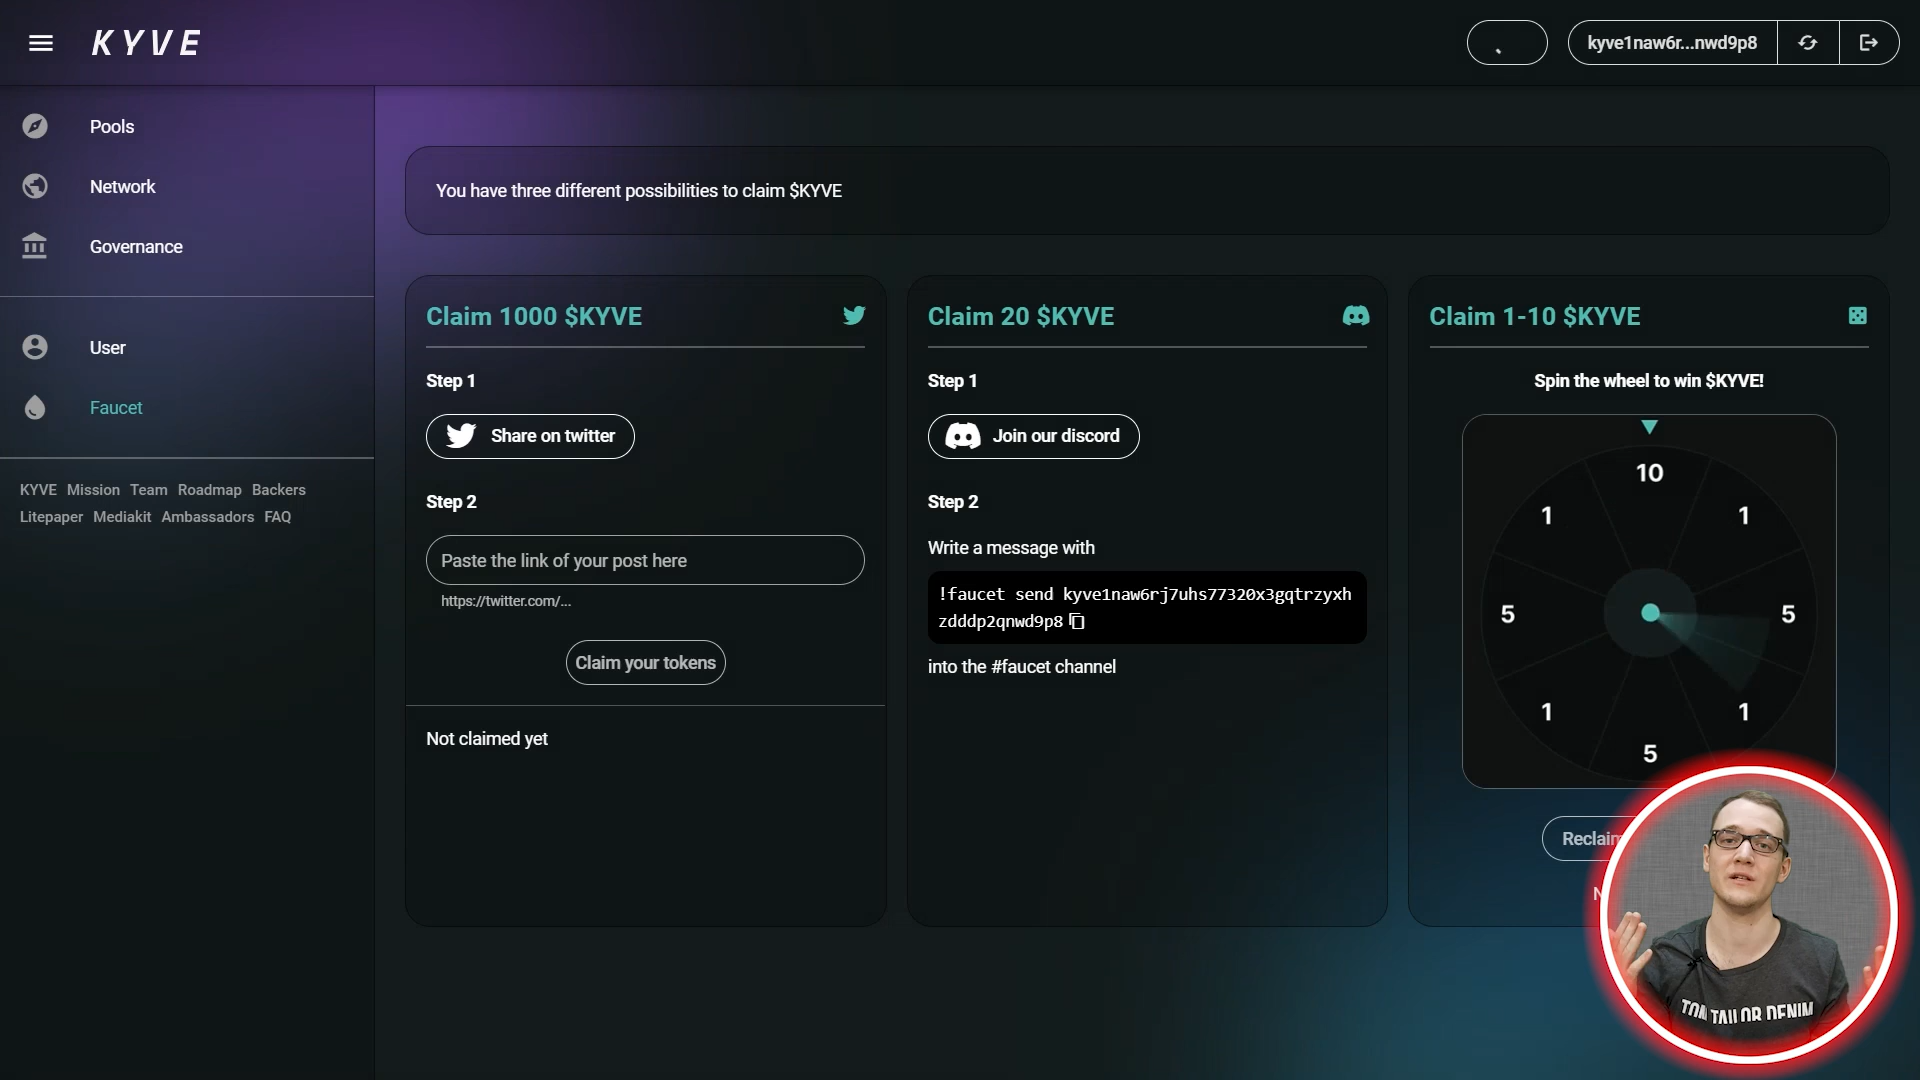 KYVE
kyve1naw6r...nwd9p8
Pools
Network
Governance
User
Faucet
KYVE Mission Team Roadmap Backers
Litepaper Mediakit Ambassadors FAQ
You have three different possibilities to claim $KYVE
Claim 1000 $KYVE
Step 1
Share on twitter
Step 2
Paste the link of your post here
https://twitter.com/...
Claim your tokens
Not claimed yet
Claim 20 $KYVE
Step 1
Join our discord
Step 2
Write a message with
!faucet send kyve1naw6rj7uhs77320x3gqtrzyxh
zdddp2qnwd9p8
into the #faucet channel
Claim 1-10 $KYVE
Spin the wheel to win $KYVE!
10
1 1
5 5
1 1
5
TOM TAILOR DENIM